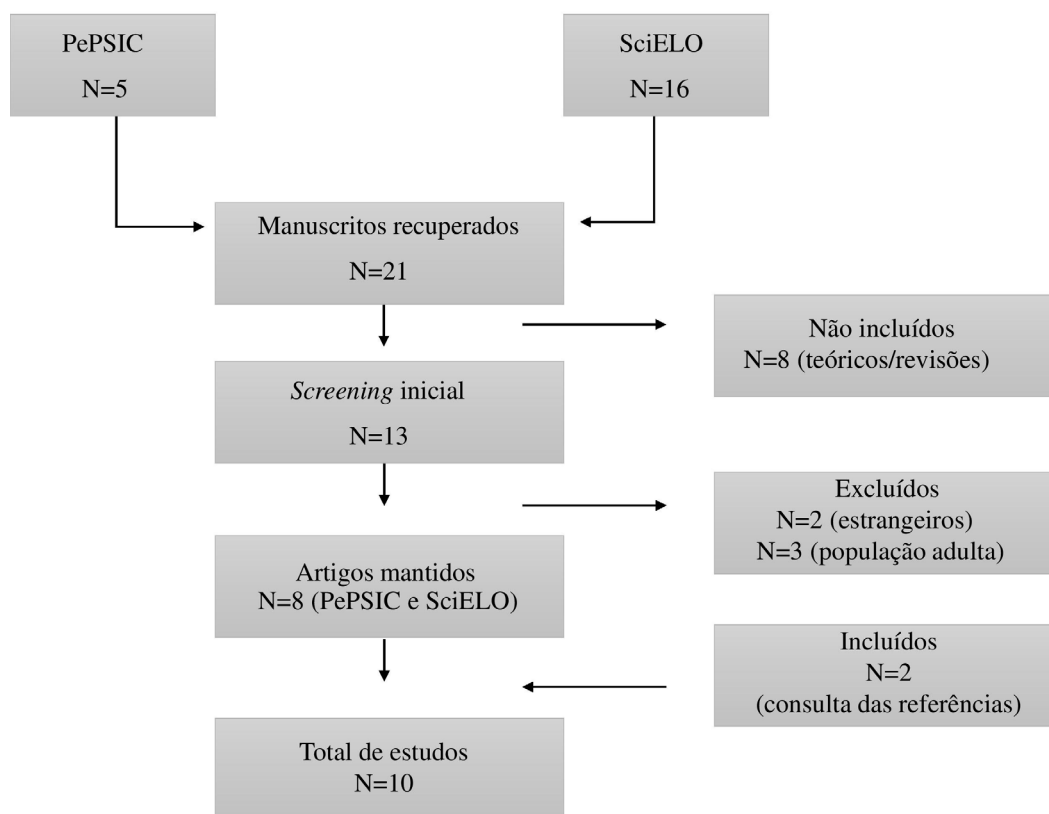 PePSIC
N=5
SciELO
N=16
Manuscritos recuperados
N=21
Não incluídos
N=8 (teóricos/revisões)
Screening inicial
N=13
Excluídos
N=2 (estrangeiros)
N=3 (população adulta)
Artigos mantidos
N=8 (PePSIC e SciELO)
Incluídos
N=2
(consulta das referências)
Total de estudos
N=10